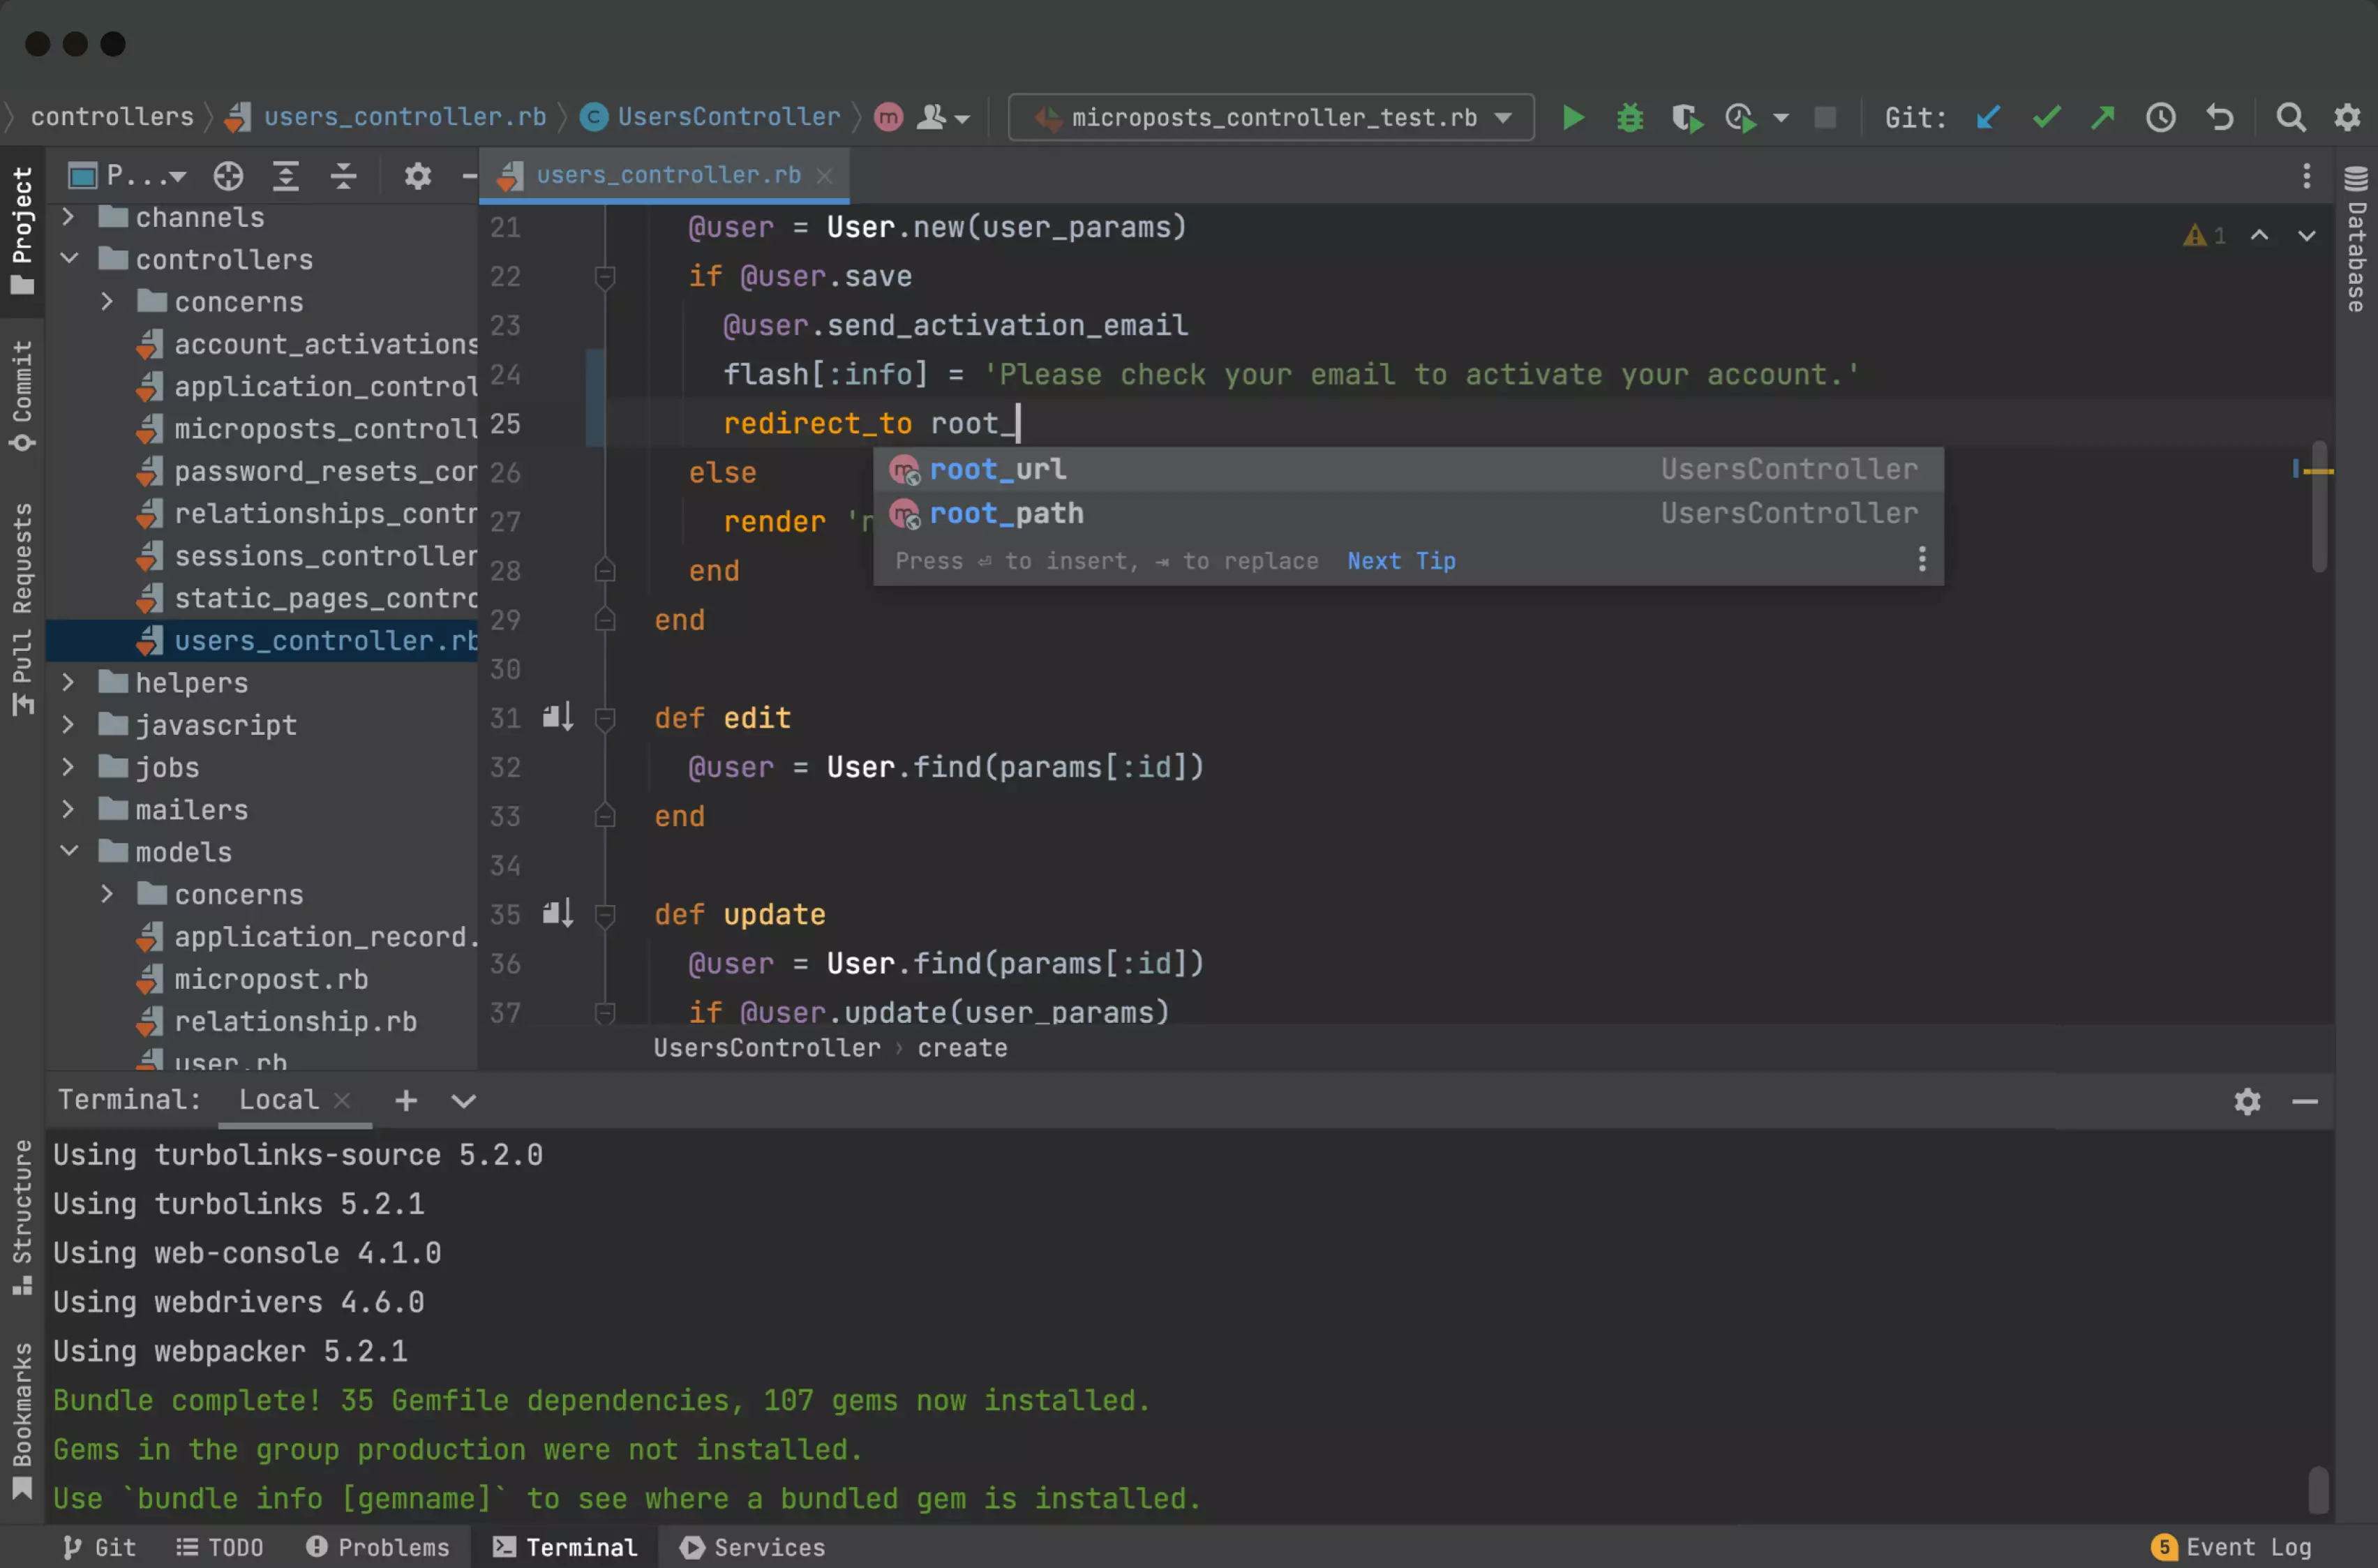 controllers users_controller.rb C UsersController m microposts_controller_test.rb Git:
P... users_controller.rb
Project
Commit
Pull Requests
Structure
Bookmarks
channels
controllers
concerns
account_activations
application_control
microposts_controll
password_resets_cor
relationships_contr
sessions_controller
static_pages_contro
users_controller.rb
helpers
javascript
jobs
mailers
models
concerns
application_record.
micropost.rb
relationship.rb
user.rb
1
21 @user = User.new(user_params)
22 if @user.save
23 @user.send_activation_email
24 flash[:info] = 'Please check your email to activate your account.'
25 redirect_to root_
26 else
27 render '
28 end
29 end
30
31 def edit
32 @user = User.find(params[:id])
33 end
34
35 def update
36 @user = User.find(params[:id])
37 if @user.update(user_params)
m root_url UsersController
m root_path UsersController
Press ⏎ to insert, ⇥ to replace Next Tip
UsersController › create
Database
Terminal: Local
Using turbolinks-source 5.2.0
Using turbolinks 5.2.1
Using web-console 4.1.0
Using webdrivers 4.6.0
Using webpacker 5.2.1
Bundle complete! 35 Gemfile dependencies, 107 gems now installed.
Gems in the group production were not installed.
Use `bundle info [gemname]` to see where a bundled gem is installed.
Git TODO Problems Terminal Services 5 Event Log